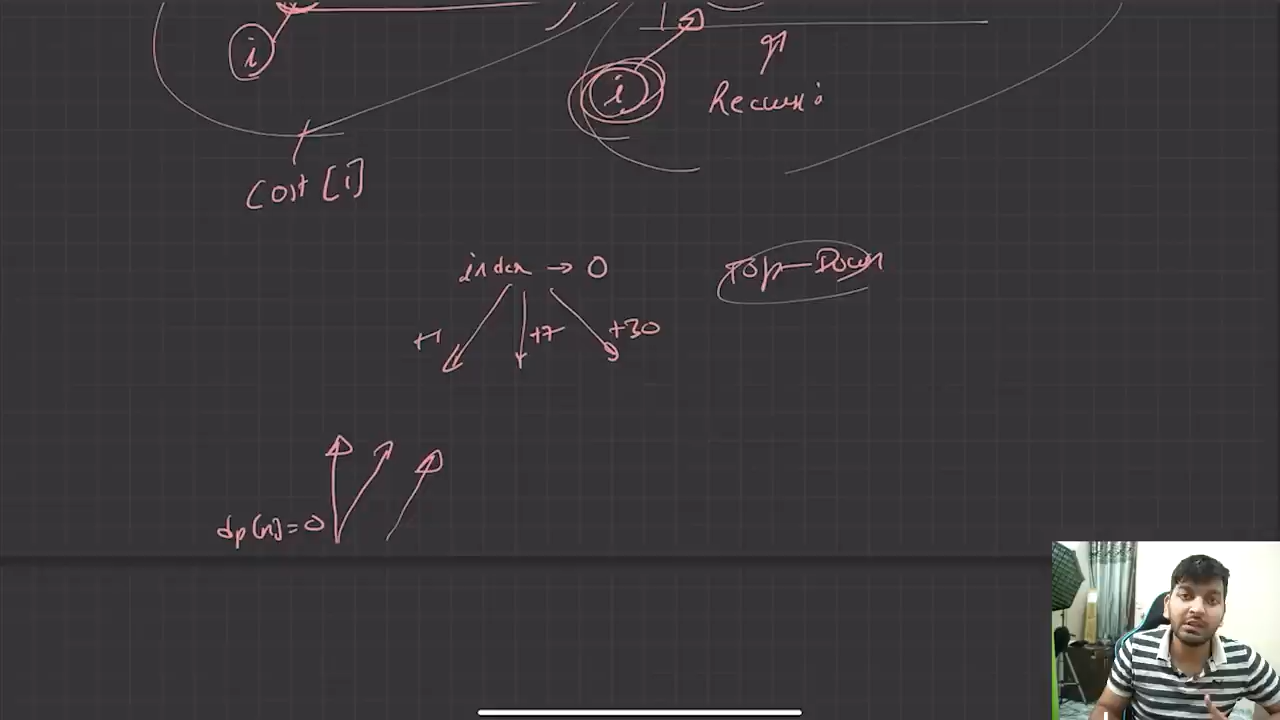 i
i
Recursi
Cost [i]
index → 0
Top-Down
+1
+7
+30
dp[n] = 0